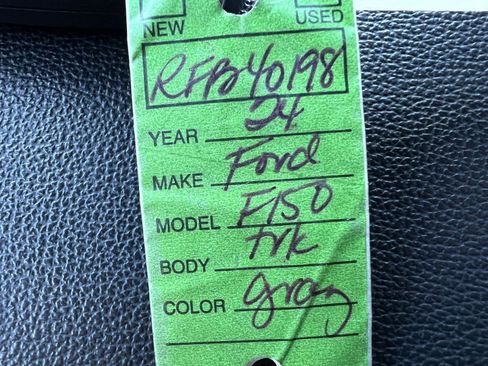 NEW USED
RFB40198
YEAR 24
MAKE Ford
MODEL F150
BODY trk
COLOR gray